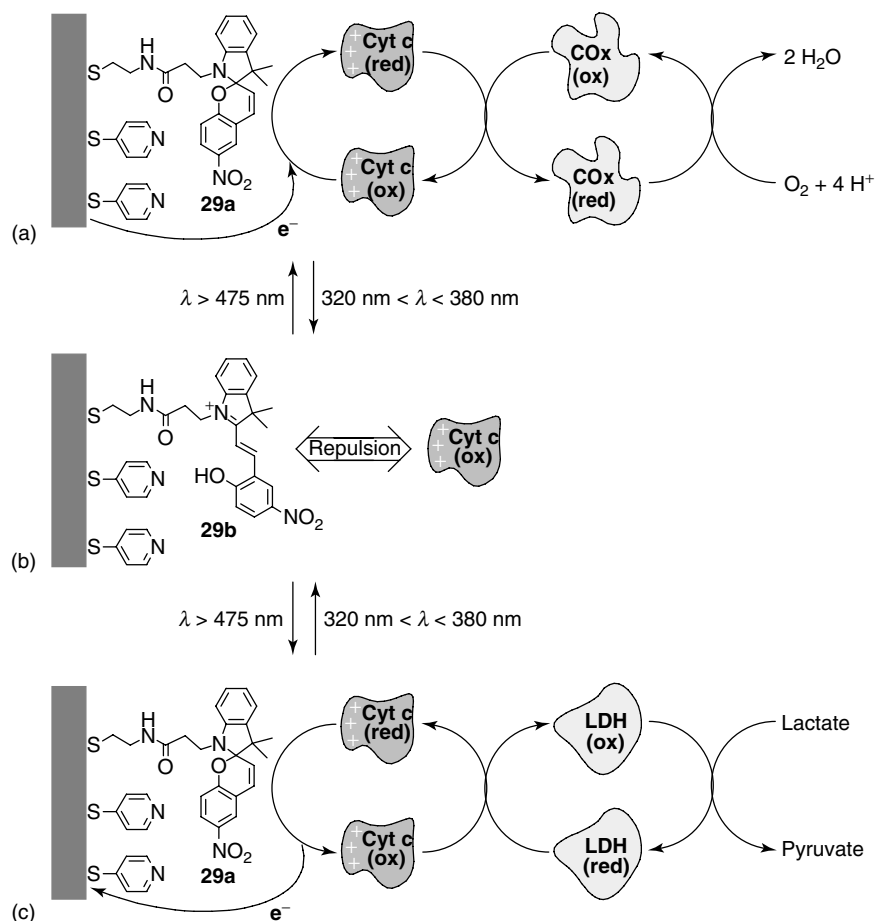 H
S N N
O O
Cyt c
(red)
COx
(ox)
2 H₂O
S N
NO₂
Cyt c
(ox)
COx
(red)
O₂ + 4 H⁺
S N
29a
e⁻
(a)
λ > 475 nm 320 nm < λ < 380 nm
H
S N N⁺
O
Repulsion
+ + + Cyt c
(ox)
HO
S N
NO₂
29b
S N
(b)
λ > 475 nm 320 nm < λ < 380 nm
H
S N N
O O
+ + + Cyt c
(red)
LDH
(ox)
Lactate
S N
NO₂
+ + + Cyt c
(ox)
LDH
(red)
Pyruvate
S N
29a
e⁻
(c)